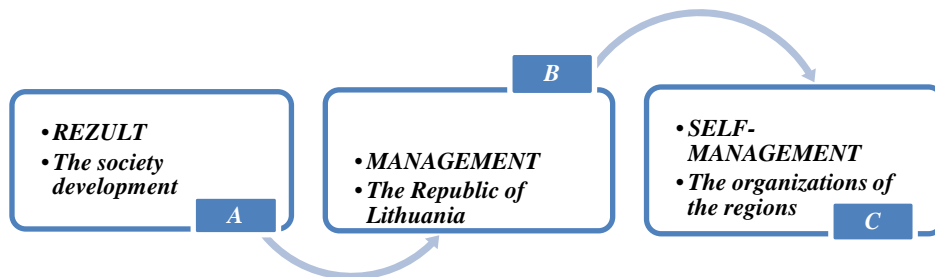 • REZULT
• The society
development
A
B
• MANAGEMENT
• The Republic of
Lithuania
• SELF-
MANAGEMENT
• The organizations of
the regions
C